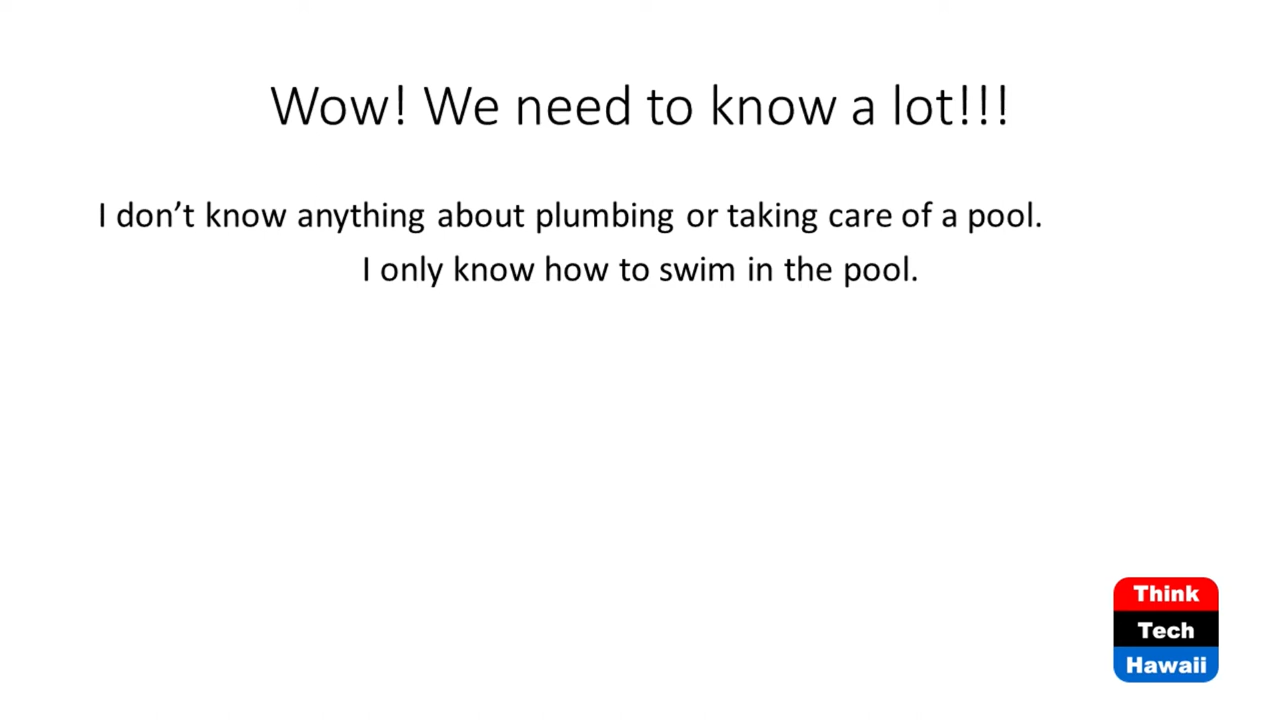 Wow! We need to know a lot!!!
I don’t know anything about plumbing or taking care of a pool.
I only know how to swim in the pool.
Think
Tech
Hawaii